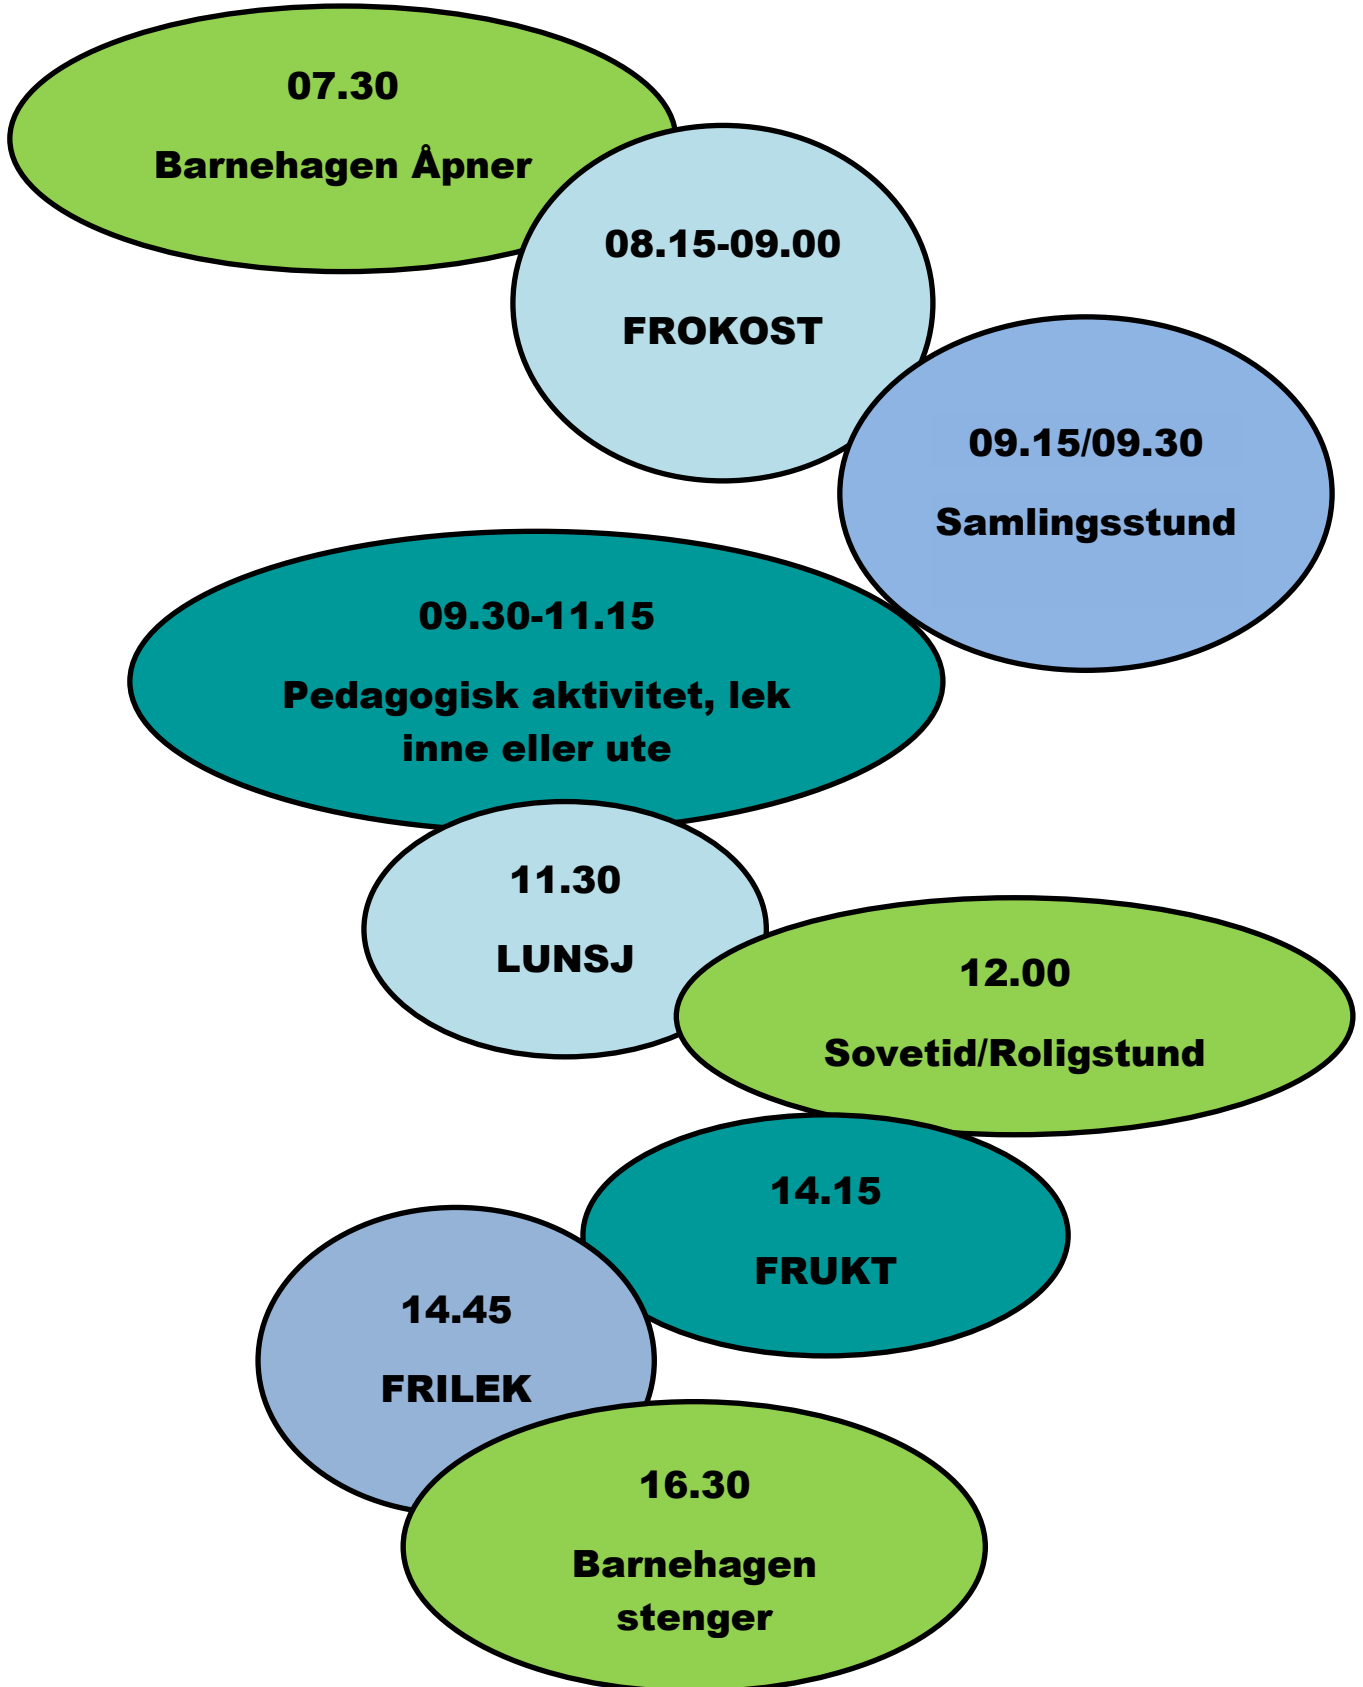 07.30
Barnehagen Åpner
08.15-09.00
FROKOST
09.15/09.30
Samlingsstund
09.30-11.15
Pedagogisk aktivitet, lek
inne eller ute
11.30
LUNSJ
12.00
Sovetid/Roligstund
14.15
FRUKT
14.45
FRILEK
16.30
Barnehagen
stenger